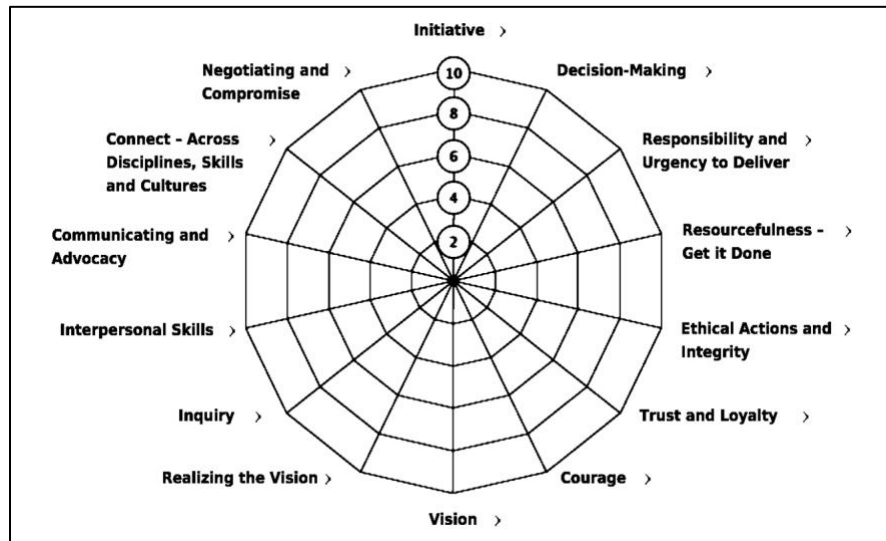 Initiative ›
Negotiating and ›
Compromise
10
Decision-Making ›
Connect – Across ›
Disciplines, Skills
and Cultures
8
Responsibility and ›
Urgency to Deliver
6
4
Communicating and ›
Advocacy
2
Resourcefulness – ›
Get it Done
Interpersonal Skills ›
Ethical Actions and ›
Integrity
Inquiry ›
Trust and Loyalty ›
Realizing the Vision ›
Courage ›
Vision ›